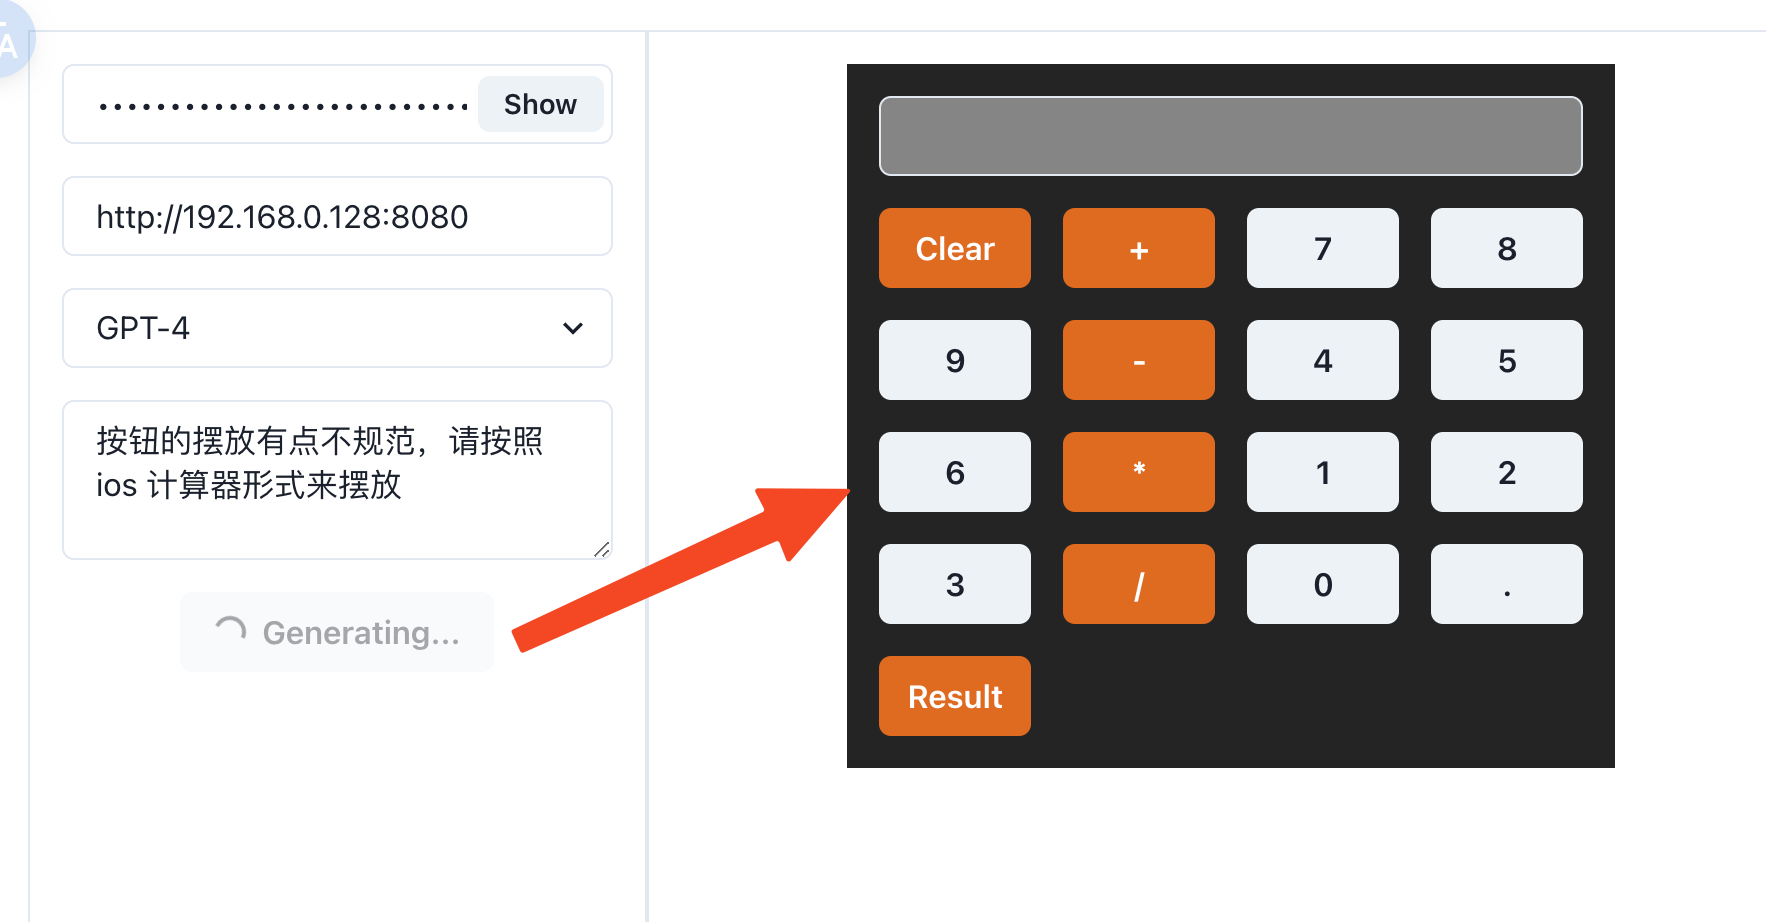 A
••••••••••••••••••••••••••
Show
http://192.168.0.128:8080
GPT-4
按钮的摆放有点不规范，请按照
ios 计算器形式来摆放
Generating...
Clear + 7 8
9 - 4 5
6 * 1 2
3 / 0 .
Result